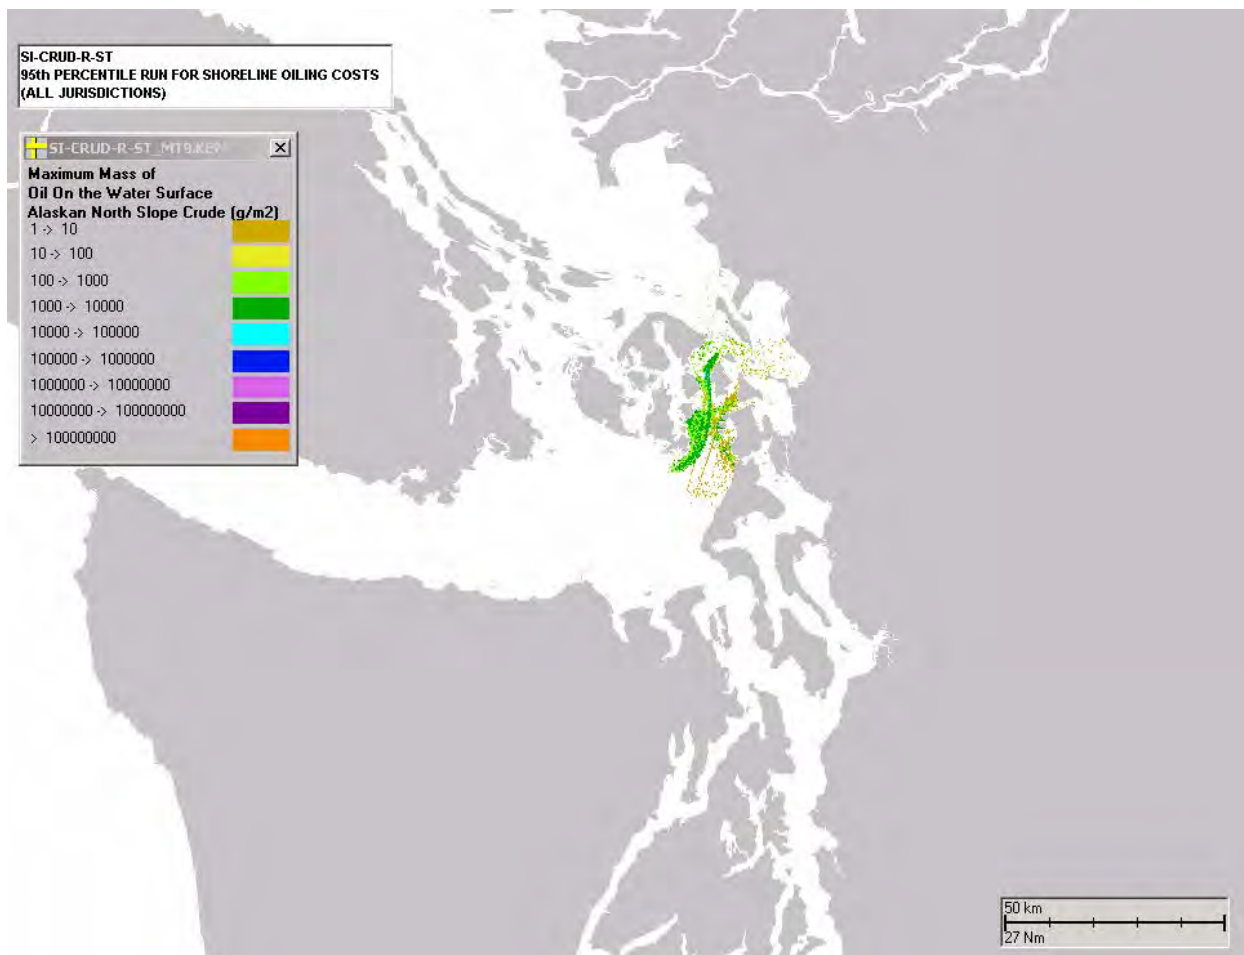 SI-CRUD-R-ST
95th PERCENTILE RUN FOR SHORELINE OILING COSTS
(ALL JURISDICTIONS)
Maximum Mass of
Oil On the Water Surface
Alaskan North Slope Crude (g/m2)
1 -> 10
10 -> 100
100 -> 1000
1000 -> 10000
10000 -> 100000
100000 -> 1000000
1000000 -> 10000000
10000000 -> 100000000
> 100000000
50 km
27 Nm